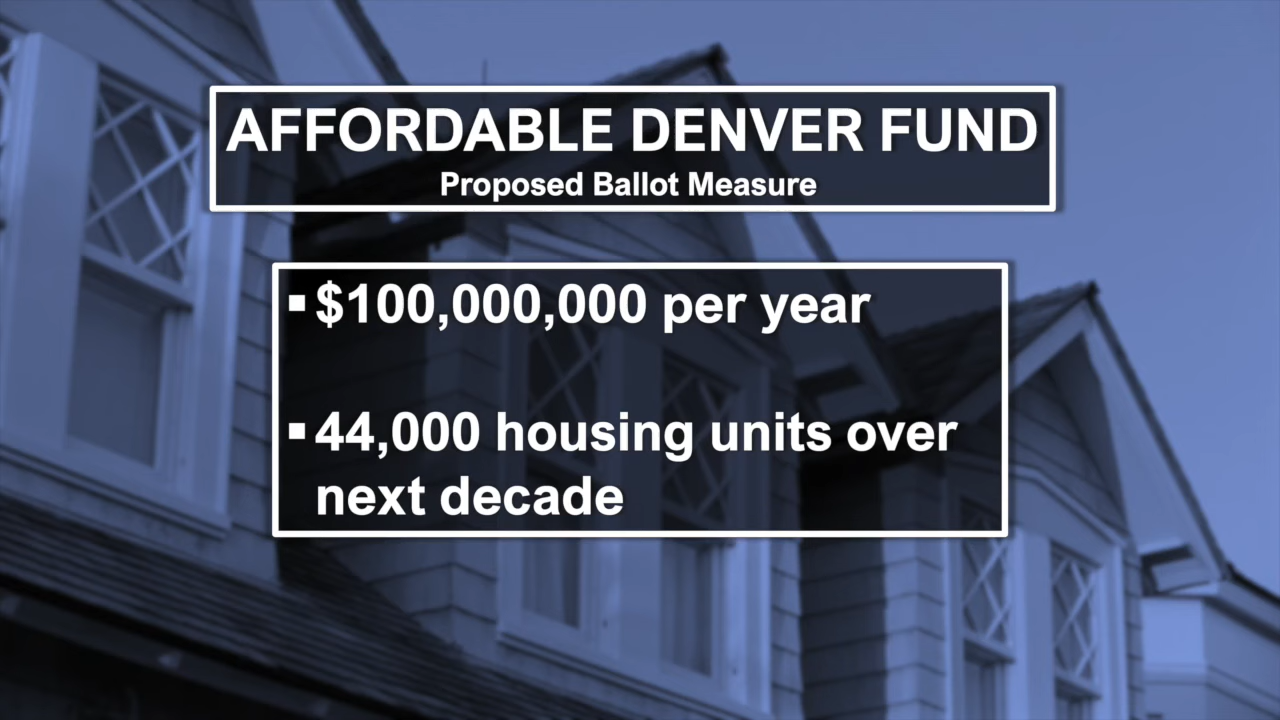 AFFORDABLE DENVER FUND
Proposed Ballot Measure
▪ $100,000,000 per year
▪ 44,000 housing units over
next decade